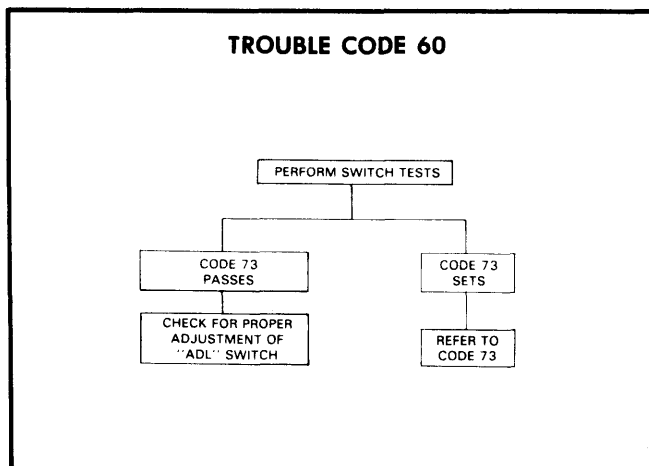 TROUBLE CODE 60
PERFORM SWITCH TESTS
CODE 73
PASSES
CODE 73
SETS
CHECK FOR PROPER
ADJUSTMENT OF
"ADL" SWITCH
REFER TO
CODE 73